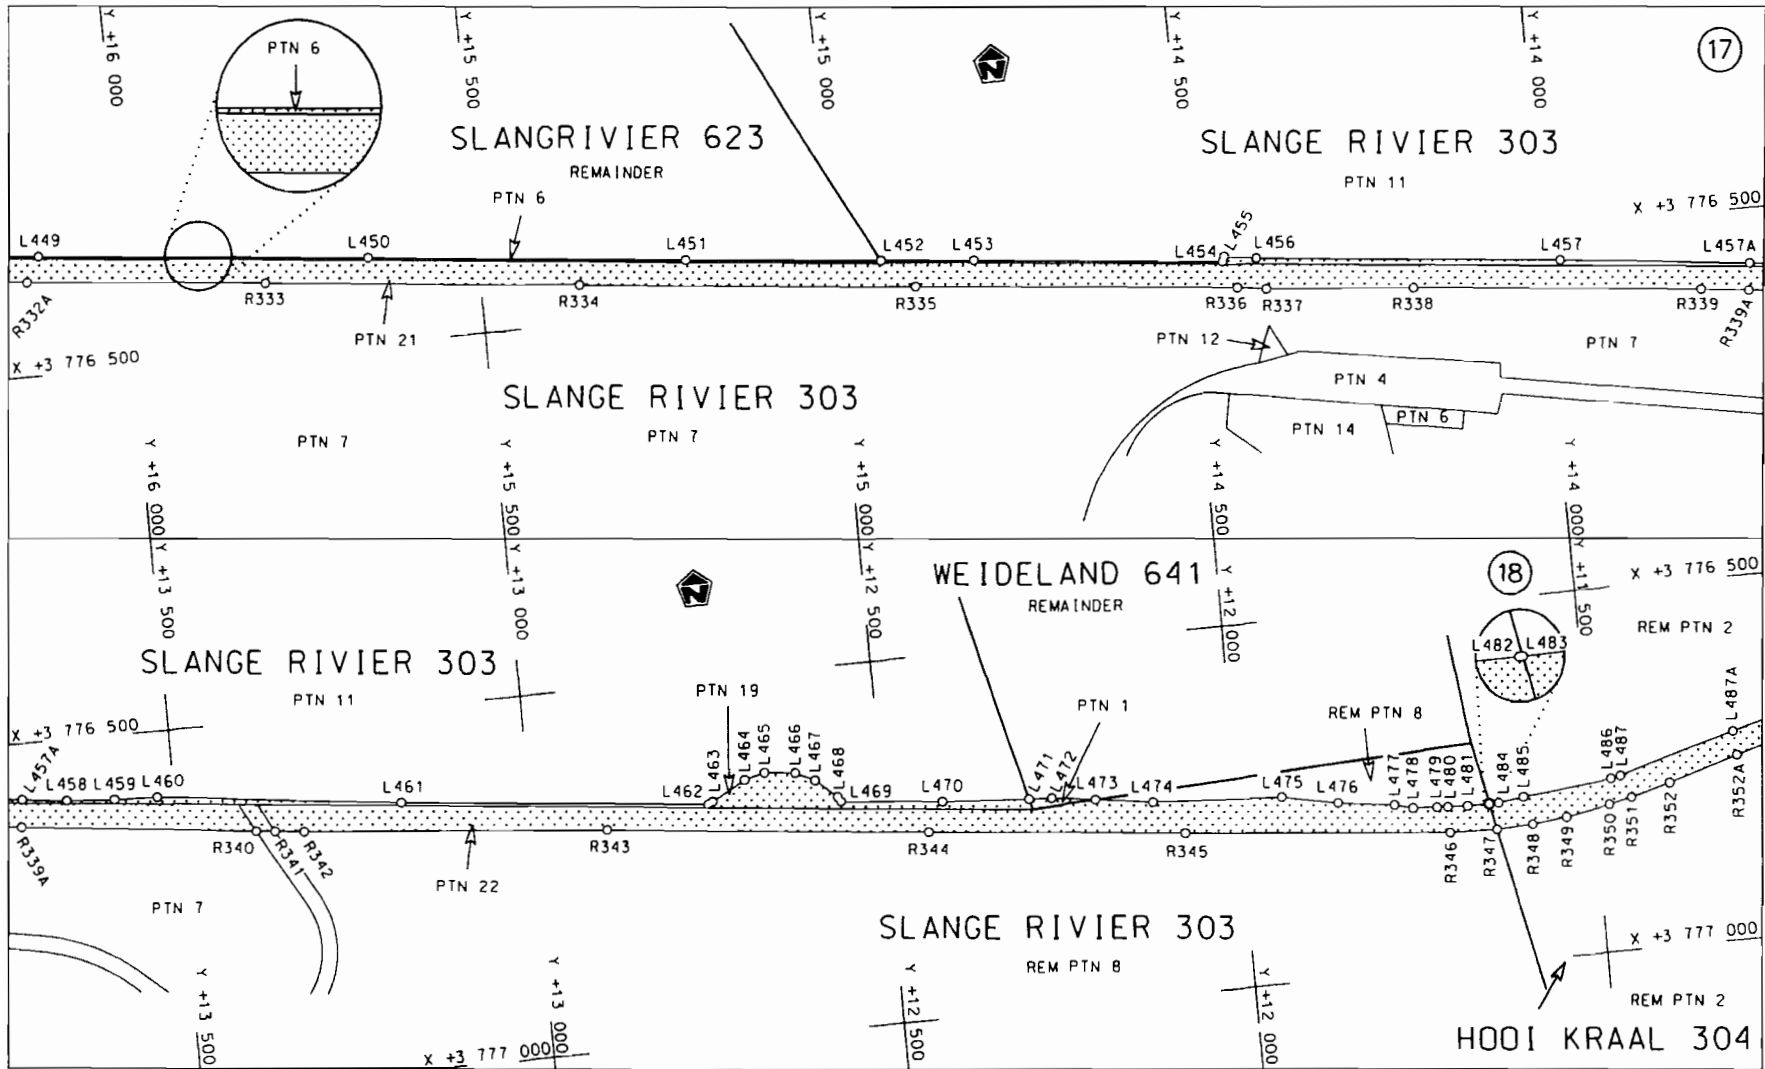 Y +16 000
Y +15 500
Y +15 000
Y +14 500
Y +14 000
17
PTN 6
N
SLANGRIVIER 623
REMAINDER
SLANGE RIVIER 303
PTN 11
PTN 6
X +3 776 500
L449
L450
L451
L452
L453
L454
L455
L456
L457
L457A
R332A
R333
R334
R335
R336
R337
R338
R339
R339A
PTN 21
PTN 12
PTN 7
X +3 776 500
PTN 4
SLANGE RIVIER 303
PTN 6
PTN 14
PTN 7
PTN 7
Y +16 000
Y +15 500
Y +15 000
Y +14 500
Y +14 000
Y +13 500
Y +13 000
Y +12 500
Y +12 000
Y +11 500
WEIDELAND 641
REMAINDER
18
X +3 776 500
N
L482
L483
REM PTN 2
SLANGE RIVIER 303
PTN 11
PTN 19
PTN 1
REM PTN 8
X +3 776 500
L457A
L458
L459
L460
L461
L462
L463
L464
L465
L466
L467
L468
L469
L470
L471
L472
L473
L474
L475
L476
L477
L478
L479
L480
L481
L484
L485
L486
L487
L487A
R339A
R340
R341
R342
R343
R344
R345
R346
R347
R348
R349
R350
R351
R352
R352A
PTN 22
PTN 7
SLANGE RIVIER 303
REM PTN 8
X +3 777 000
REM PTN 2
HOOI KRAAL 304
Y +13 500
Y +13 000
Y +12 500
Y +12 000
X +3 777 000